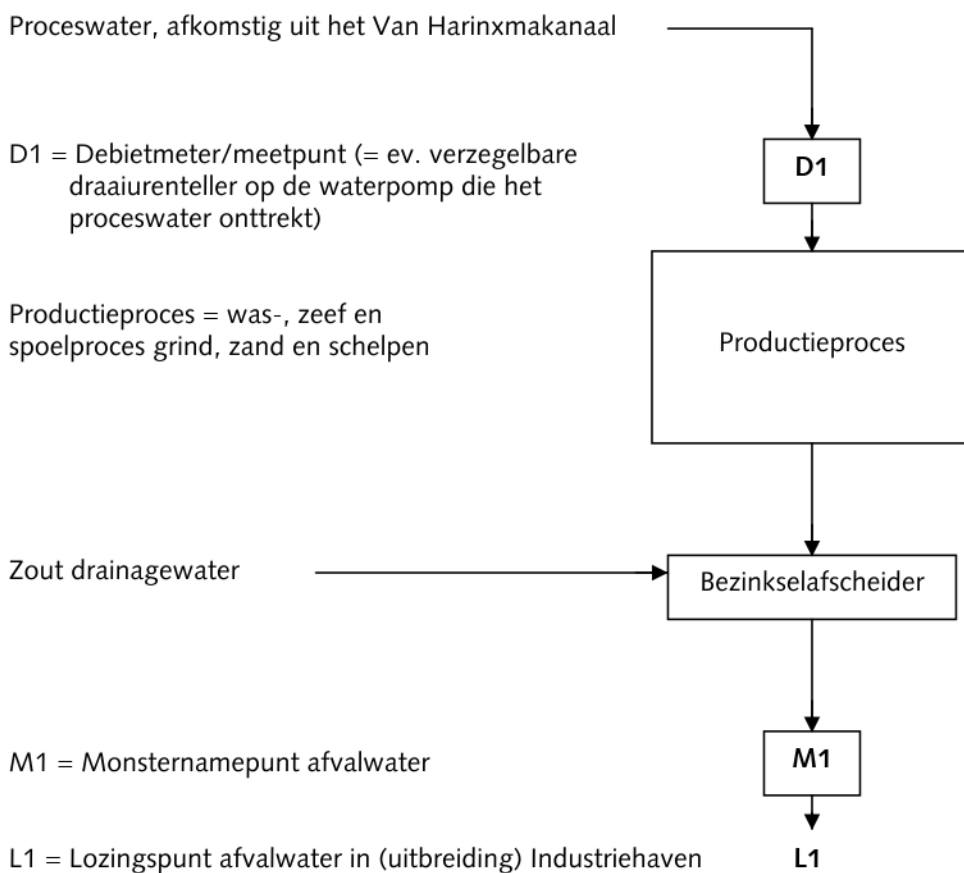 Proceswater, afkomstig uit het Van Harinxmakanaal
D1 = Debietmeter/meetpunt (= ev. verzegelbare
draaiurenteller op de waterpomp die het
proceswater onttrekt)
D1
Productieproces = was-, zeef en
spoelproces grind, zand en schelpen
Productieproces
Zout drainagewater
Bezinkselafscheider
M1 = Monsternamepunt afvalwater
M1
L1 = Lozingspunt afvalwater in (uitbreiding) Industriehaven
L1